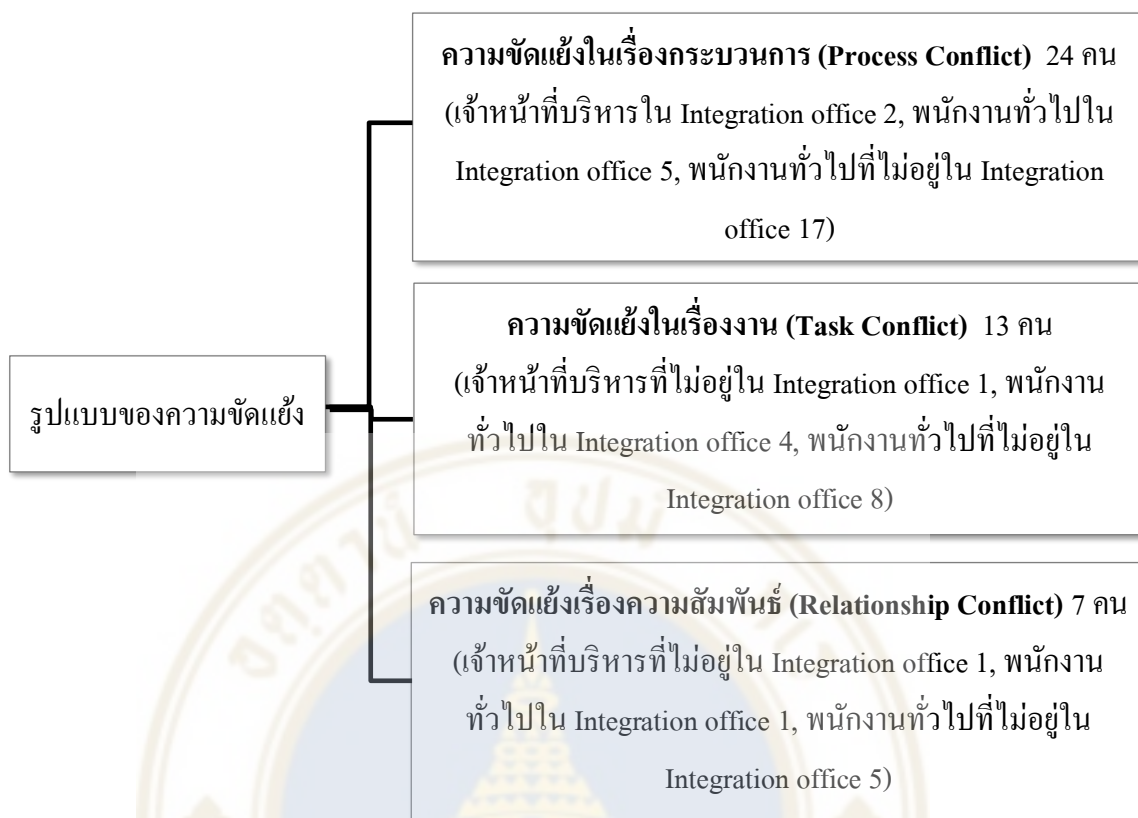 ความขัดแย้งในเรื่องกระบวนการ (Process Conflict) 24 คน
(เจ้าหน้าที่บริหารใน Integration office 2, พนักงานทั่วไปใน
Integration office 5, พนักงานทั่วไปที่ไม่อยู่ใน Integration
office 17)
รูปแบบของความขัดแย้ง
ความขัดแย้งในเรื่องงาน (Task Conflict) 13 คน
(เจ้าหน้าที่บริหารที่ไม่อยู่ใน Integration office 1, พนักงาน
ทั่วไปใน Integration office 4, พนักงานทั่วไปที่ไม่อยู่ใน
Integration office 8)
ความขัดแย้งเรื่องความสัมพันธ์ (Relationship Conflict) 7 คน
(เจ้าหน้าที่บริหารที่ไม่อยู่ใน Integration office 1, พนักงาน
ทั่วไปใน Integration office 1, พนักงานทั่วไปที่ไม่อยู่ใน
Integration office 5)
อตฺตานํ อุปมํ